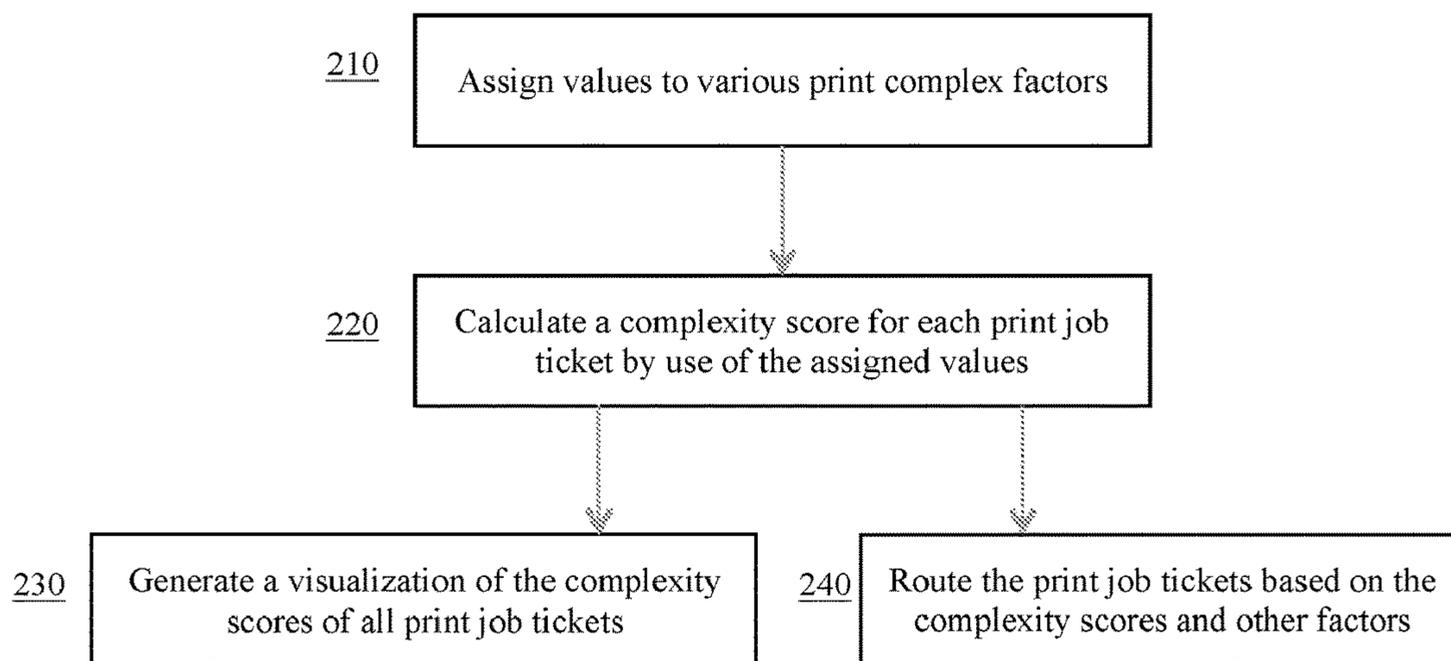 210
Assign values to various print complex factors
220
Calculate a complexity score for each print job
ticket by use of the assigned values
230
Generate a visualization of the complexity
scores of all print job tickets
240
Route the print job tickets based on the
complexity scores and other factors